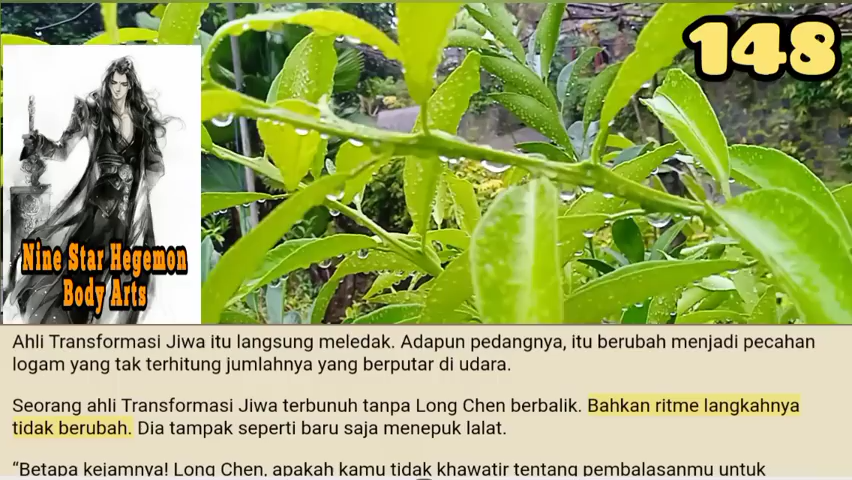 148
Nine Star Hegemon
Body Arts
Ahli Transformasi Jiwa itu langsung meledak. Adapun pedangnya, itu berubah menjadi pecahan
logam yang tak terhitung jumlahnya yang berputar di udara.
Seorang ahli Transformasi Jiwa terbunuh tanpa Long Chen berbalik. Bahkan ritme langkahnya
tidak berubah. Dia tampak seperti baru saja menepuk lalat.
“Betapa kejamnya! Long Chen, apakah kamu tidak khawatir tentang pembalasanmu untuk